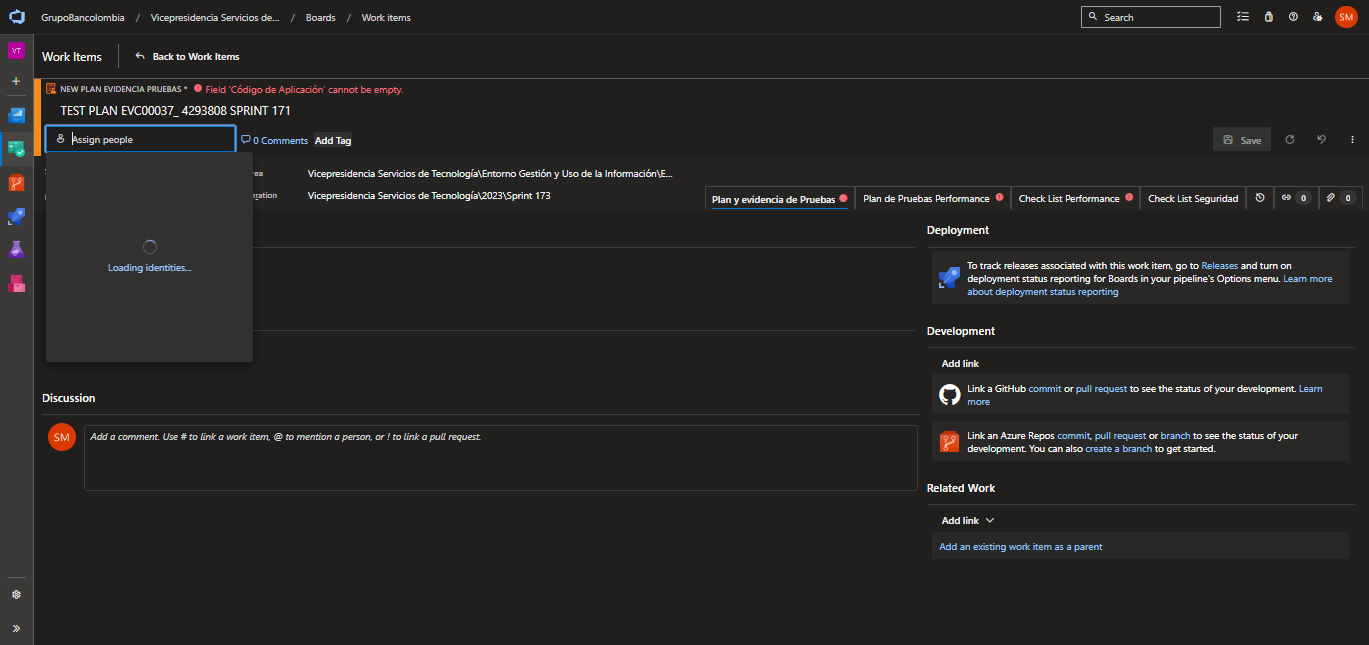 GrupoBancolombia / Vicepresidencia Servicios de... / Boards / Work items
Search
SM
VT
Work Items
Back to Work Items
NEW PLAN EVIDENCIA PRUEBAS * Field 'Código de Aplicación' cannot be empty.
TEST PLAN EVC00037_ 4293808 SPRINT 171
Assign people
0 Comments
Add Tag
Save
Vicepresidencia Servicios de Tecnología\Entorno Gestión y Uso de la Información\E...
Vicepresidencia Servicios de Tecnología\2023\Sprint 173
Plan y evidencia de Pruebas
Plan de Pruebas Performance
Check List Performance
Check List Seguridad
0
0
Loading identities...
Deployment
To track releases associated with this work item, go to Releases and turn on
deployment status reporting for Boards in your pipeline's Options menu. Learn more
about deployment status reporting
Development
Add link
Link a GitHub commit or pull request to see the status of your development. Learn
more
Link an Azure Repos commit, pull request or branch to see the status of your
development. You can also create a branch to get started.
Related Work
Add link
Add an existing work item as a parent
Discussion
SM
Add a comment. Use # to link a work item, @ to mention a person, or ! to link a pull request.